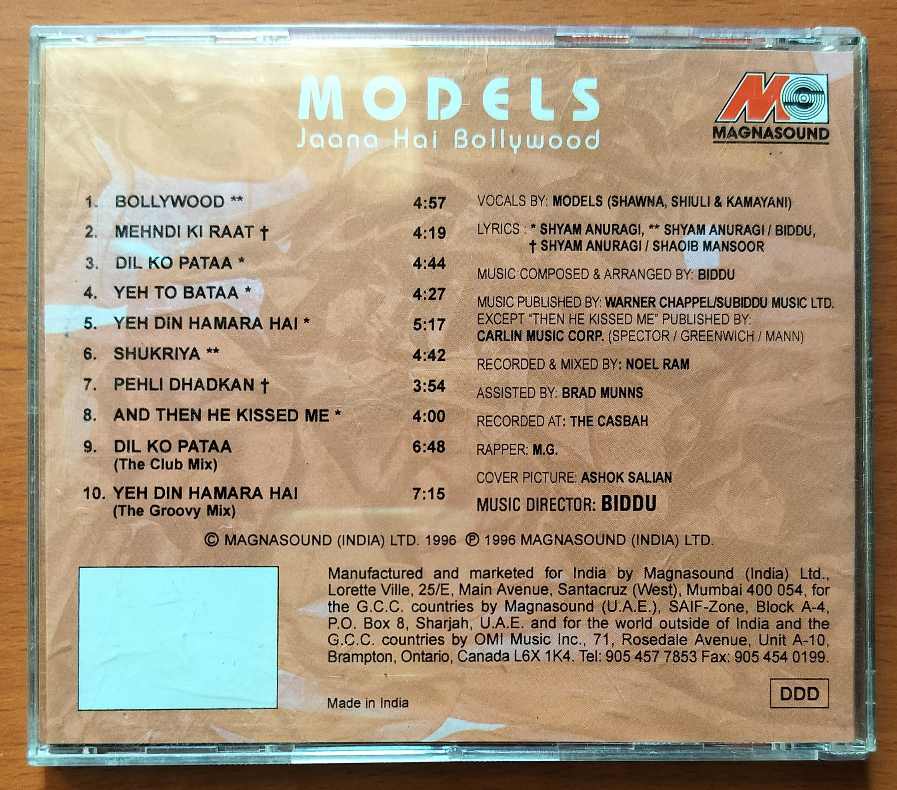 MODELS
Jaana Hai Bollywood
MG
MAGNASOUND
1. BOLLYWOOD ** 4:57
2. MEHNDI KI RAAT † 4:19
3. DIL KO PATAA * 4:44
4. YEH TO BATAA * 4:27
5. YEH DIN HAMARA HAI * 5:17
6. SHUKRIYA ** 4:42
7. PEHLI DHADKAN † 3:54
8. AND THEN HE KISSED ME * 4:00
9. DIL KO PATAA 6:48
(The Club Mix)
10. YEH DIN HAMARA HAI 7:15
(The Groovy Mix)
VOCALS BY: MODELS (SHAWNA, SHIULI & KAMAYANI)
LYRICS : * SHYAM ANURAGI, ** SHYAM ANURAGI / BIDDU,
† SHYAM ANURAGI / SHAOIB MANSOOR
MUSIC COMPOSED & ARRANGED BY: BIDDU
MUSIC PUBLISHED BY: WARNER CHAPPEL/SUBIDDU MUSIC LTD.
EXCEPT "THEN HE KISSED ME" PUBLISHED BY:
CARLIN MUSIC CORP. (SPECTOR / GREENWICH / MANN)
RECORDED & MIXED BY: NOEL RAM
ASSISTED BY: BRAD MUNNS
RECORDED AT: THE CASBAH
RAPPER: M.G.
COVER PICTURE: ASHOK SALIAN
MUSIC DIRECTOR: BIDDU
© MAGNASOUND (INDIA) LTD. 1996 ℗ 1996 MAGNASOUND (INDIA) LTD.
Manufactured and marketed for India by Magnasound (India) Ltd.,
Lorette Ville, 25/E, Main Avenue, Santacruz (West), Mumbai 400 054, for
the G.C.C. countries by Magnasound (U.A.E.), SAIF-Zone, Block A-4,
P.O. Box 8, Sharjah, U.A.E. and for the world outside of India and the
G.C.C. countries by OMI Music Inc., 71, Rosedale Avenue, Unit A-10,
Brampton, Ontario, Canada L6X 1K4. Tel: 905 457 7853 Fax: 905 454 0199.
Made in India
DDD